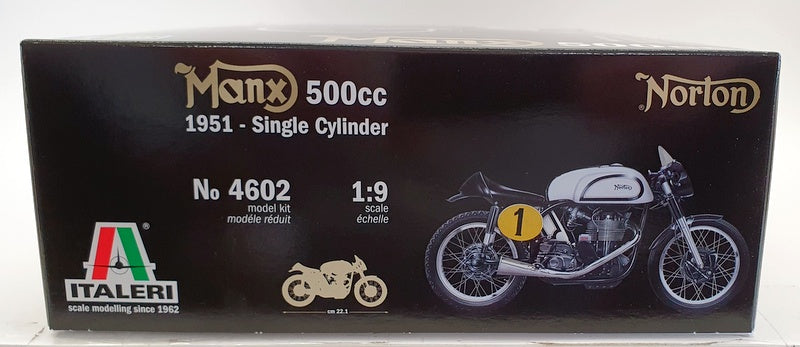 Manx 500cc
1951 - Single Cylinder
Norton
®
No 4602
model kit
modèle réduit
1:9
scale
échelle
Norton
1
®
ITALERI
scale modelling since 1962
cm 22.1